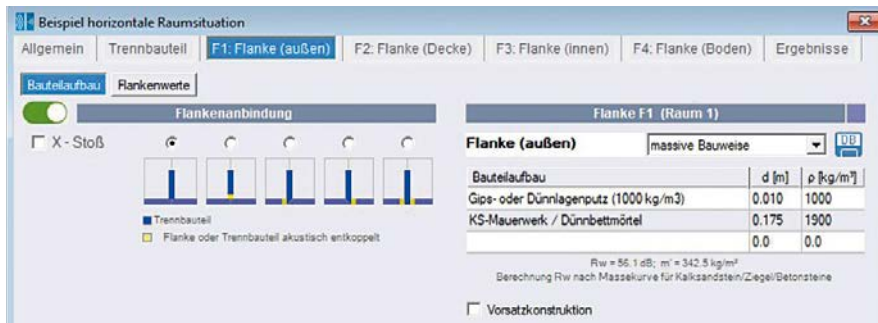 Beispiel horizontale Raumsituation
Allgemein Trennbauteil F1: Flanke (außen) F2: Flanke (Decke) F3: Flanke (innen) F4: Flanke (Boden) Ergebnisse
Bauteilaufbau Flankenwerte
Flankenanbindung
X - Stoß
Trennbauteil
Flanke oder Trennbauteil akustisch entkoppelt
Flanke F1 (Raum 1)
Flanke (außen) massive Bauweise DB
Bauteilaufbau d [m] ρ [kg/m³]
Gips- oder Dünnlagenputz (1000 kg/m3) 0.010 1000
KS-Mauerwerk / Dünnbettmörtel 0.175 1900
0.0 0.0
Rw = 56.1 dB; m' = 342.5 kg/m²
Berechnung Rw nach Massekurve für Kalksandstein/Ziegel/Betonsteine
Vorsatzkonstruktion